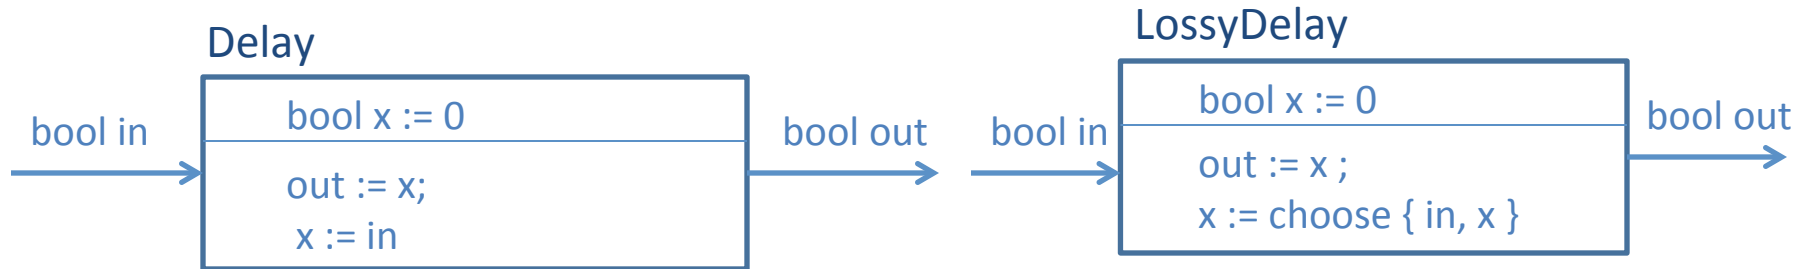 Delay
bool in
bool x := 0
out := x;
x := in
bool out
LossyDelay
bool in
bool x := 0
out := x ;
x := choose { in, x }
bool out